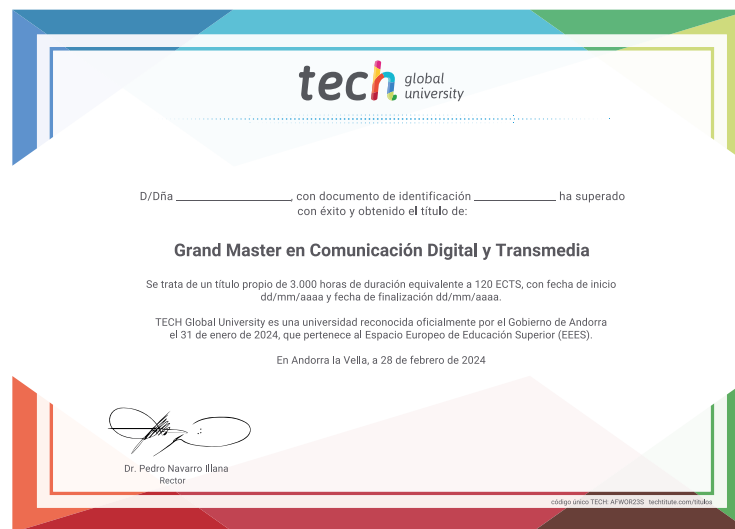 tech global university
D/Dña ____________________, con documento de identificación ______________ ha superado
con éxito y obtenido el título de:
Grand Master en Comunicación Digital y Transmedia
Se trata de un título propio de 3.000 horas de duración equivalente a 120 ECTS, con fecha de inicio
dd/mm/aaaa y fecha de finalización dd/mm/aaaa.
TECH Global University es una universidad reconocida oficialmente por el Gobierno de Andorra
el 31 de enero de 2024, que pertenece al Espacio Europeo de Educación Superior (EEES).
En Andorra la Vella, a 28 de febrero de 2024
Dr. Pedro Navarro Illana
Rector
código único TECH: AFWOR23S techtitute.com/titulos